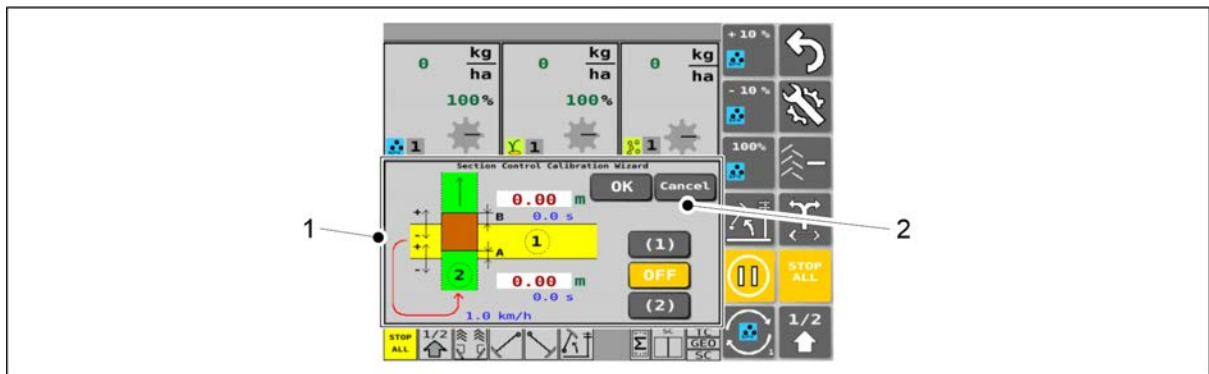 0 kg/ha 0 kg/ha 0 kg/ha
100% 100%
1 1 1
+ 10 %
- 10 %
100%
Section Control Calibration Wizard
0.00 m OK Cancel
+ - B 0.0 s
1
+ - A
(1)
2
OFF
0.00 m
0.0 s
(2)
1.0 km/h
STOP ALL
1/2
1
STOP ALL 1/2 Σ SC TC
GEO
SC
1
2